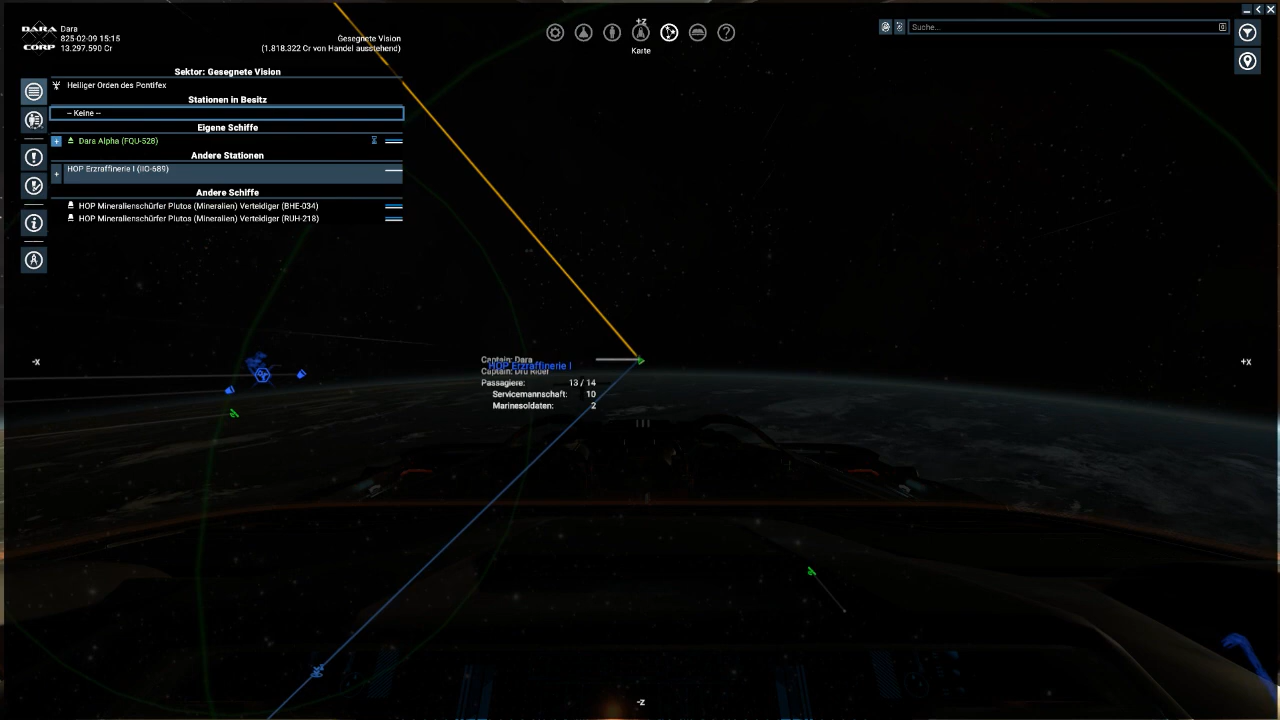 DARA
CORP
Dara
825-02-09 15:15
13.297.590 Cr
Gesegnete Vision
(1.818.322 Cr von Handel ausstehend)
+Z
Karte
Suche...
Sektor: Gesegnete Vision
Heiliger Orden des Pontifex
Stationen in Besitz
-- Keine --
Eigene Schiffe
Dara Alpha (FQU-528)
Andere Stationen
HOP Erzraffinerie I (IIO-689)
Andere Schiffe
HOP Mineralienschürfer Plutos (Mineralien) Verteidiger (BHE-034)
HOP Mineralienschürfer Plutos (Mineralien) Verteidiger (RUH-218)
-X
+X
Captain: Dara
HOP Erzraffinerie I
Captain: Dru
Passagiere: 13 / 14
Servicemannschaft: 10
Marinesoldaten: 2
-Z